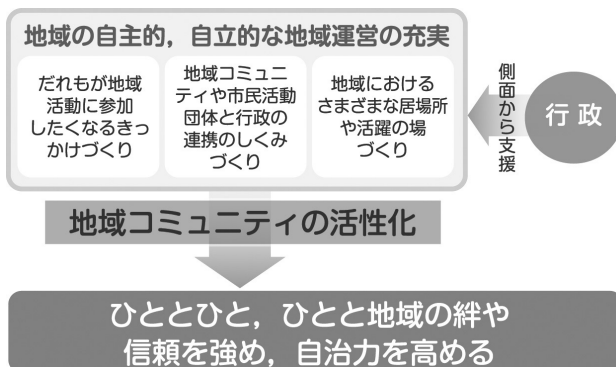 地域の自主的，自立的な地域運営の充実
だれもが地域
活動に参加
したくなるきっ
かけづくり
地域コミュニ
ティや市民活動
団体と行政の
連携のしくみ
づくり
地域における
さまざまな居場所
や活躍の場
づくり
側面から支援
行政
地域コミュニティの活性化
ひととひと，ひとと地域の絆や
信頼を強め，自治力を高める